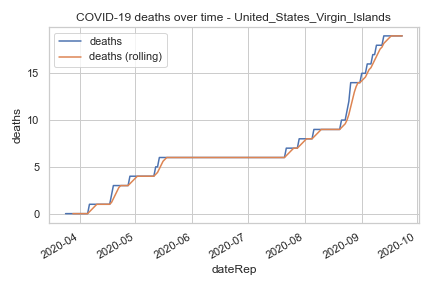 COVID-19 deaths over time - United_States_Virgin_Islands
deaths
deaths (rolling)
deaths
15
10
5
0
2020-04
2020-05
2020-06
2020-07
2020-08
2020-09
2020-10
dateRep